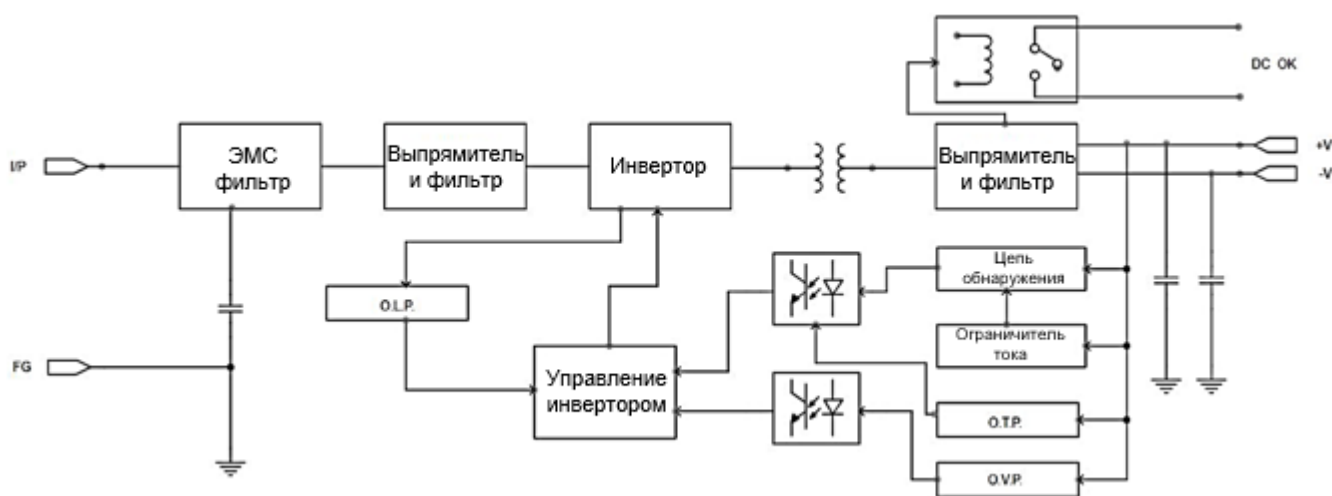 DC OK
I/P
ЭМС
фильтр
Выпрямитель
и фильтр
Инвертор
Выпрямитель
и фильтр
+V
-V
Цепь
обнаружения
O.L.P.
Ограничитель
тока
FG
Управление
инвертором
O.T.P.
O.V.P.